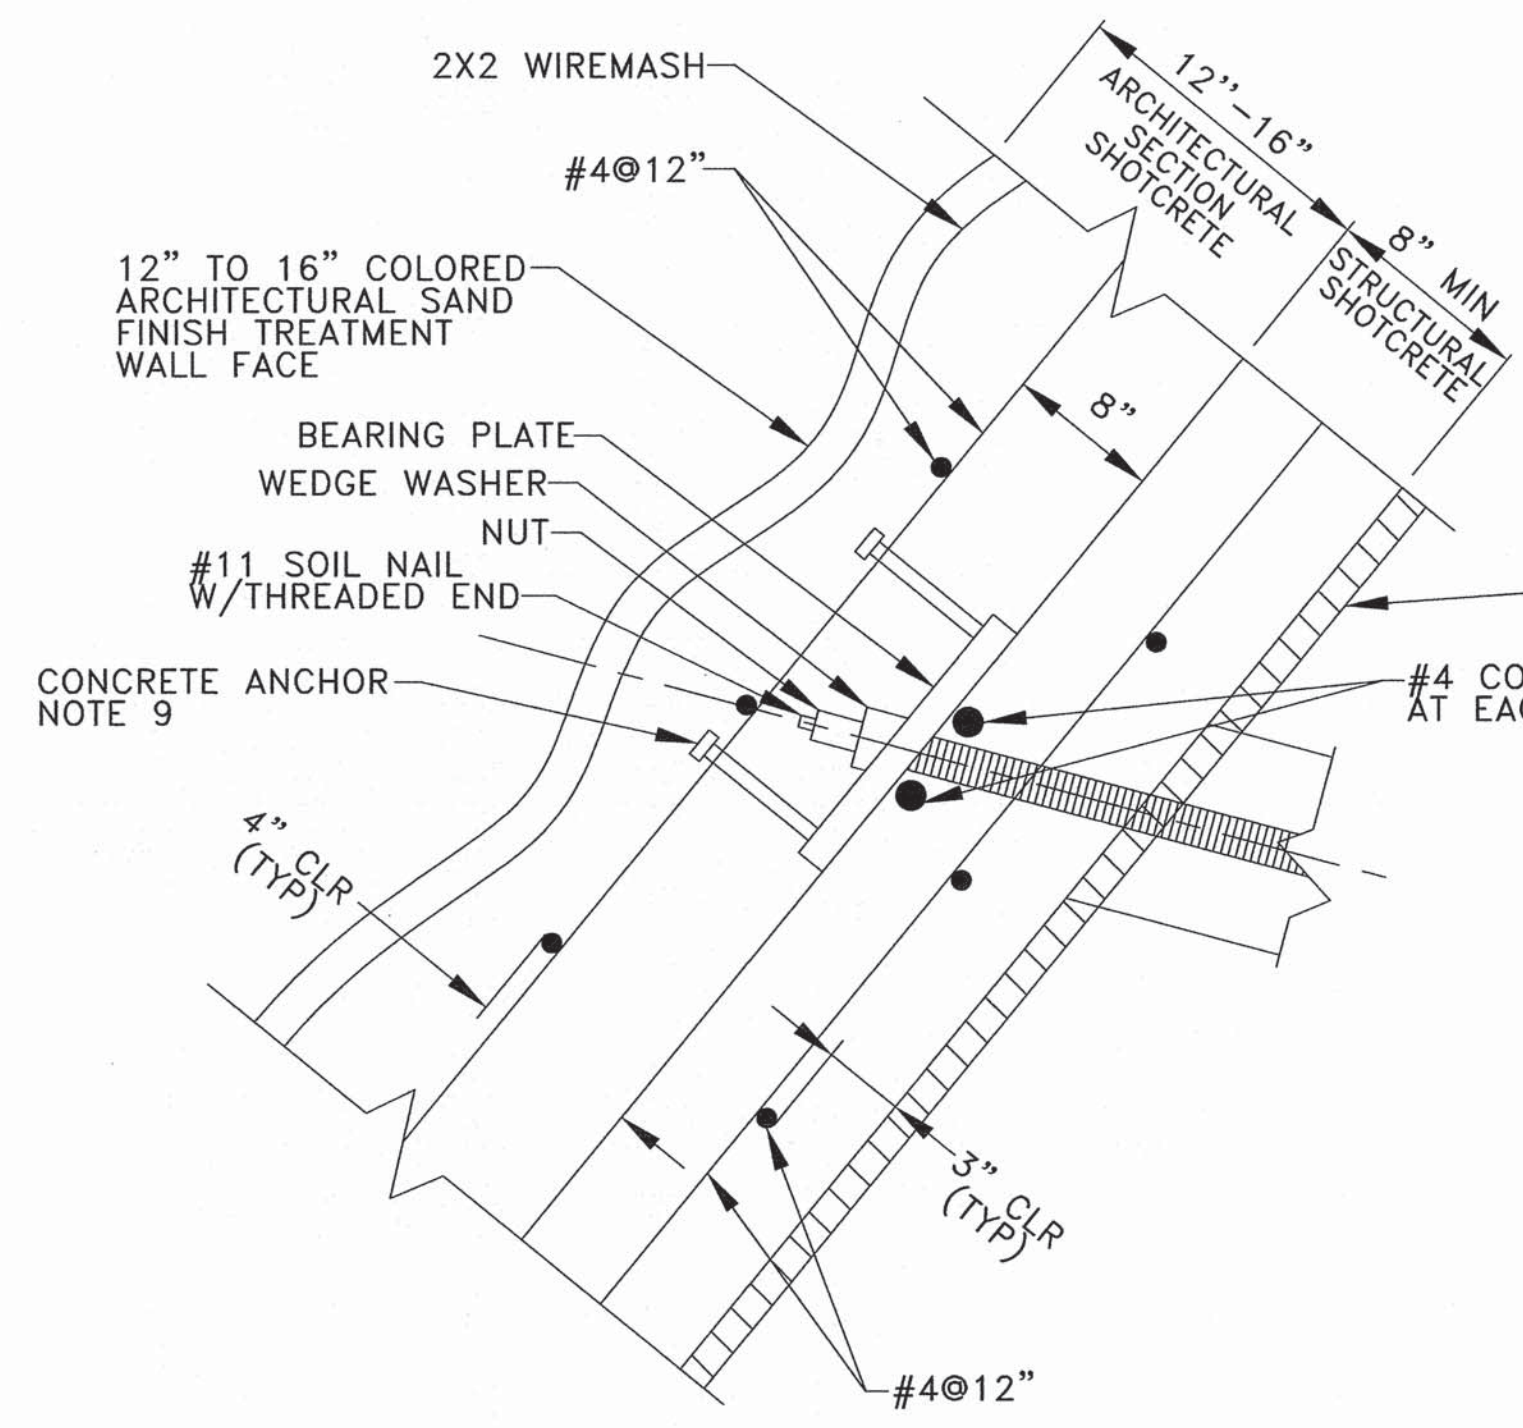 2X2 WIREMASH
#4@12”
12” TO 16” COLORED
ARCHITECTURAL SAND
FINISH TREATMENT
WALL FACE
BEARING PLATE
WEDGE WASHER
NUT
#11 SOIL NAIL
W/THREADED END
CONCRETE ANCHOR
NOTE 9
4” CLR
(TYP)
12”-16”
ARCHITECTURAL
SECTION
SHOTCRETE
8” MIN
STRUCTURAL
SHOTCRETE
8”
#4 CO
AT EAC
3” CLR
(TYP)
#4@12”